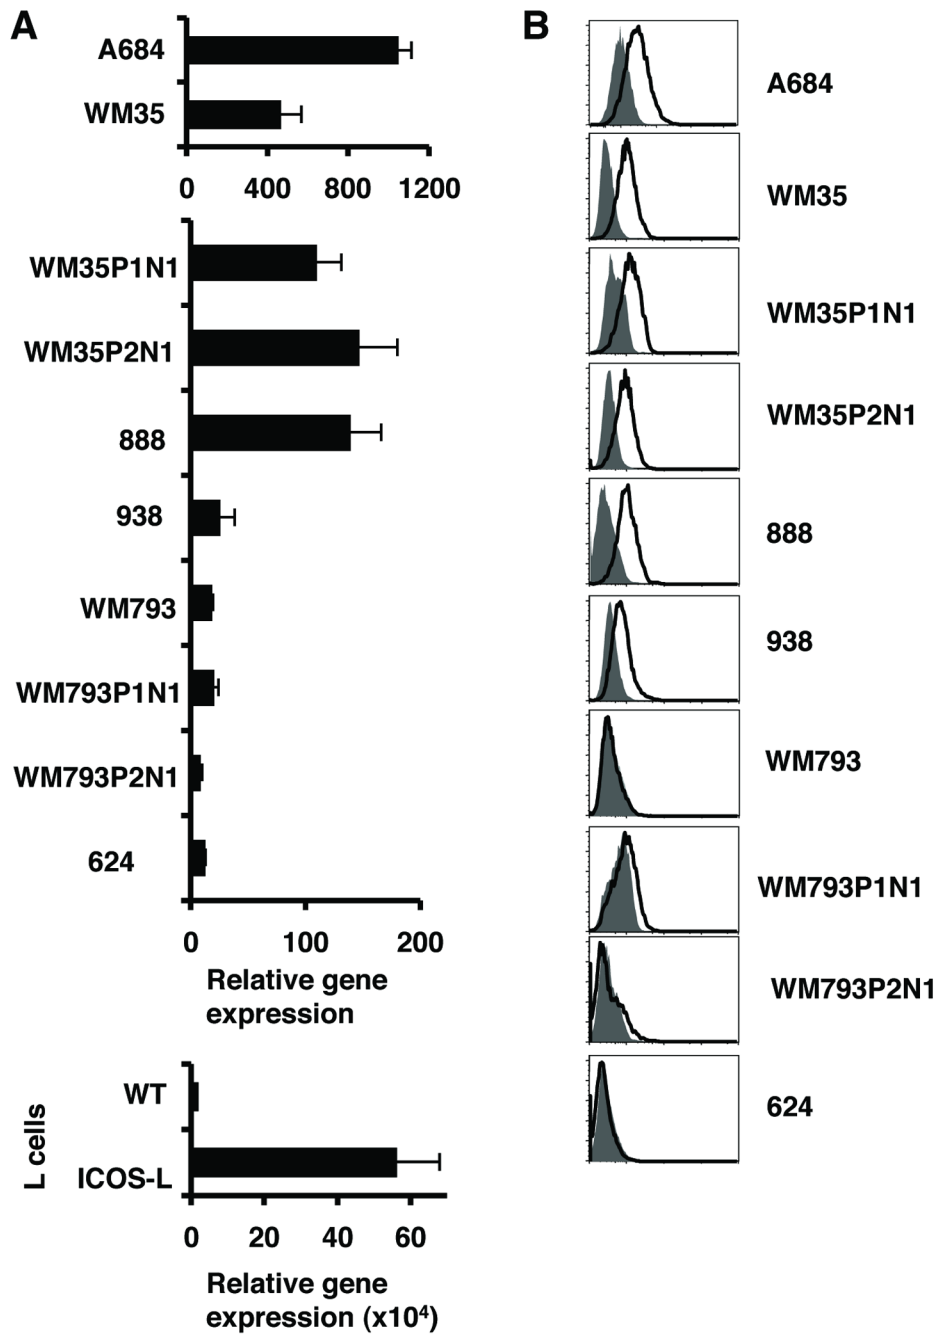 A
A684
WM35
0 400 800 1200
WM35P1N1
WM35P2N1
888
938
WM793
WM793P1N1
WM793P2N1
624
0 100 200
Relative gene
expression
L cells
WT
ICOS-L
0 20 40 60
Relative gene
expression (x10⁴)
B
A684
WM35
WM35P1N1
WM35P2N1
888
938
WM793
WM793P1N1
WM793P2N1
624